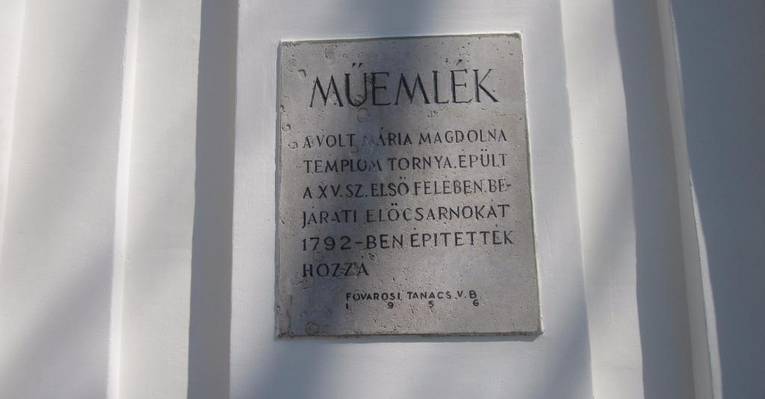 MŰEMLÉK
A VOLT MÁRIA MAGDOLNA
TEMPLOM TORNYA. ÉPÜLT
A XV. SZ. ELSŐ FELÉBEN. BE-
JÁRATI ELŐCSARNOKÁT
1792-BEN ÉPÍTETTÉK
HOZZÁ
FŐVÁROSI TANÁCS V. B
1 9 5 6